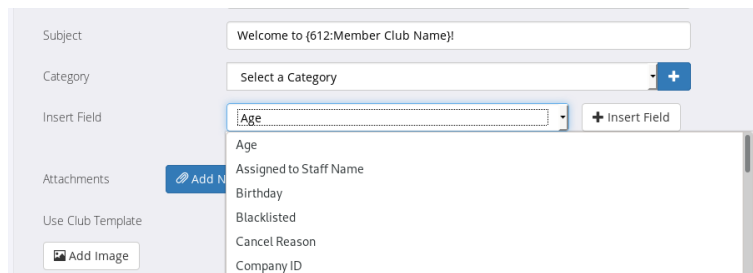 Subject
Welcome to {612:Member Club Name}!
Category
Select a Category
+
Insert Field
Age
+ Insert Field
Age
Assigned to Staff Name
Attachments
Add N
Birthday
Blacklisted
Use Club Template
Cancel Reason
Add Image
Company ID